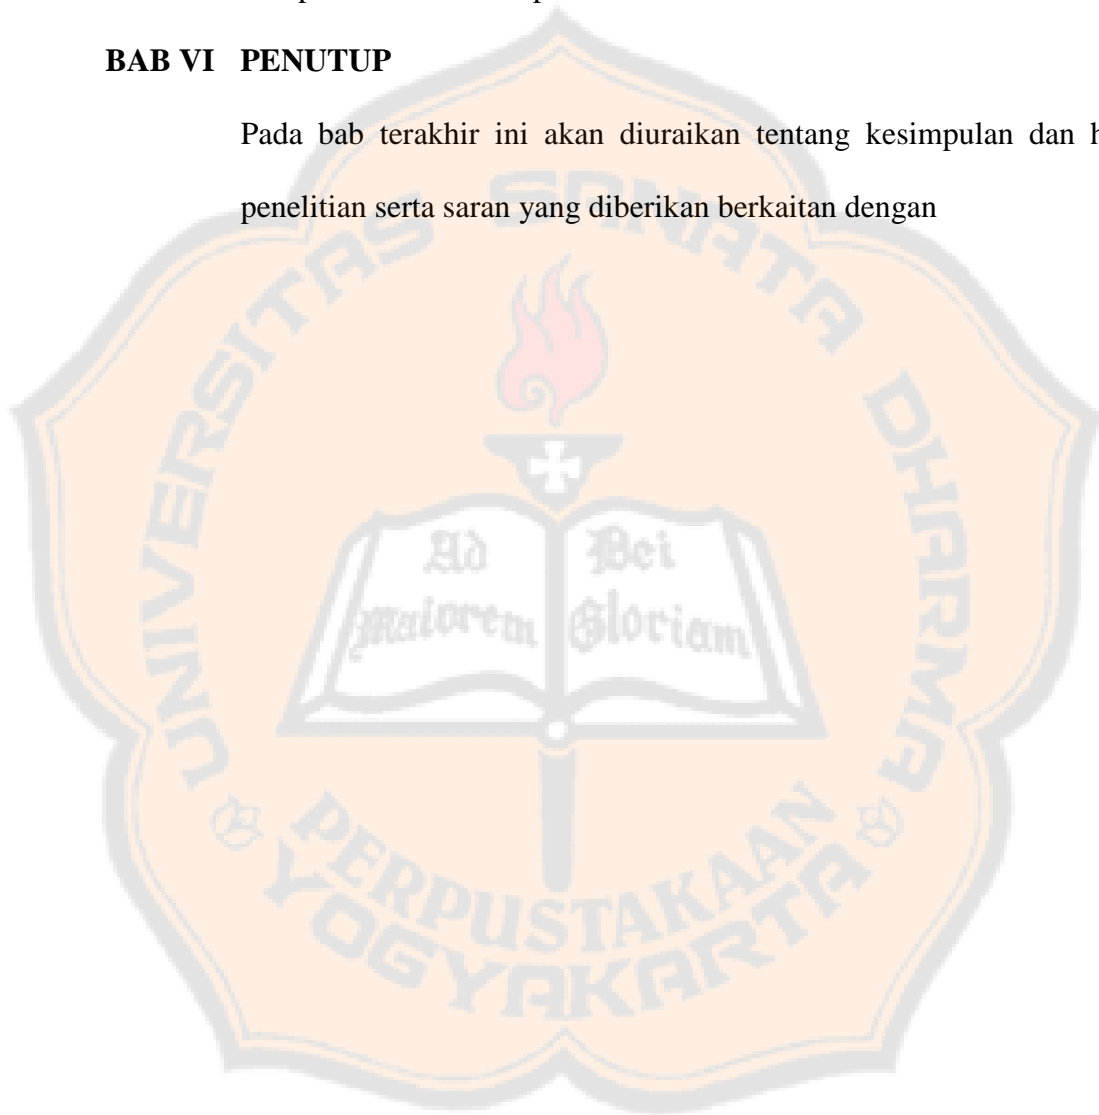 BAB VI PENUTUP
Pada bab terakhir ini akan diuraikan tentang kesimpulan dan
penelitian serta saran yang diberikan berkaitan dengan
UNIVERSITAS SANATA DHARMA
Ad Dei
maiorem Gloriam
PERPUSTAKAAN
YOGYAKARTA